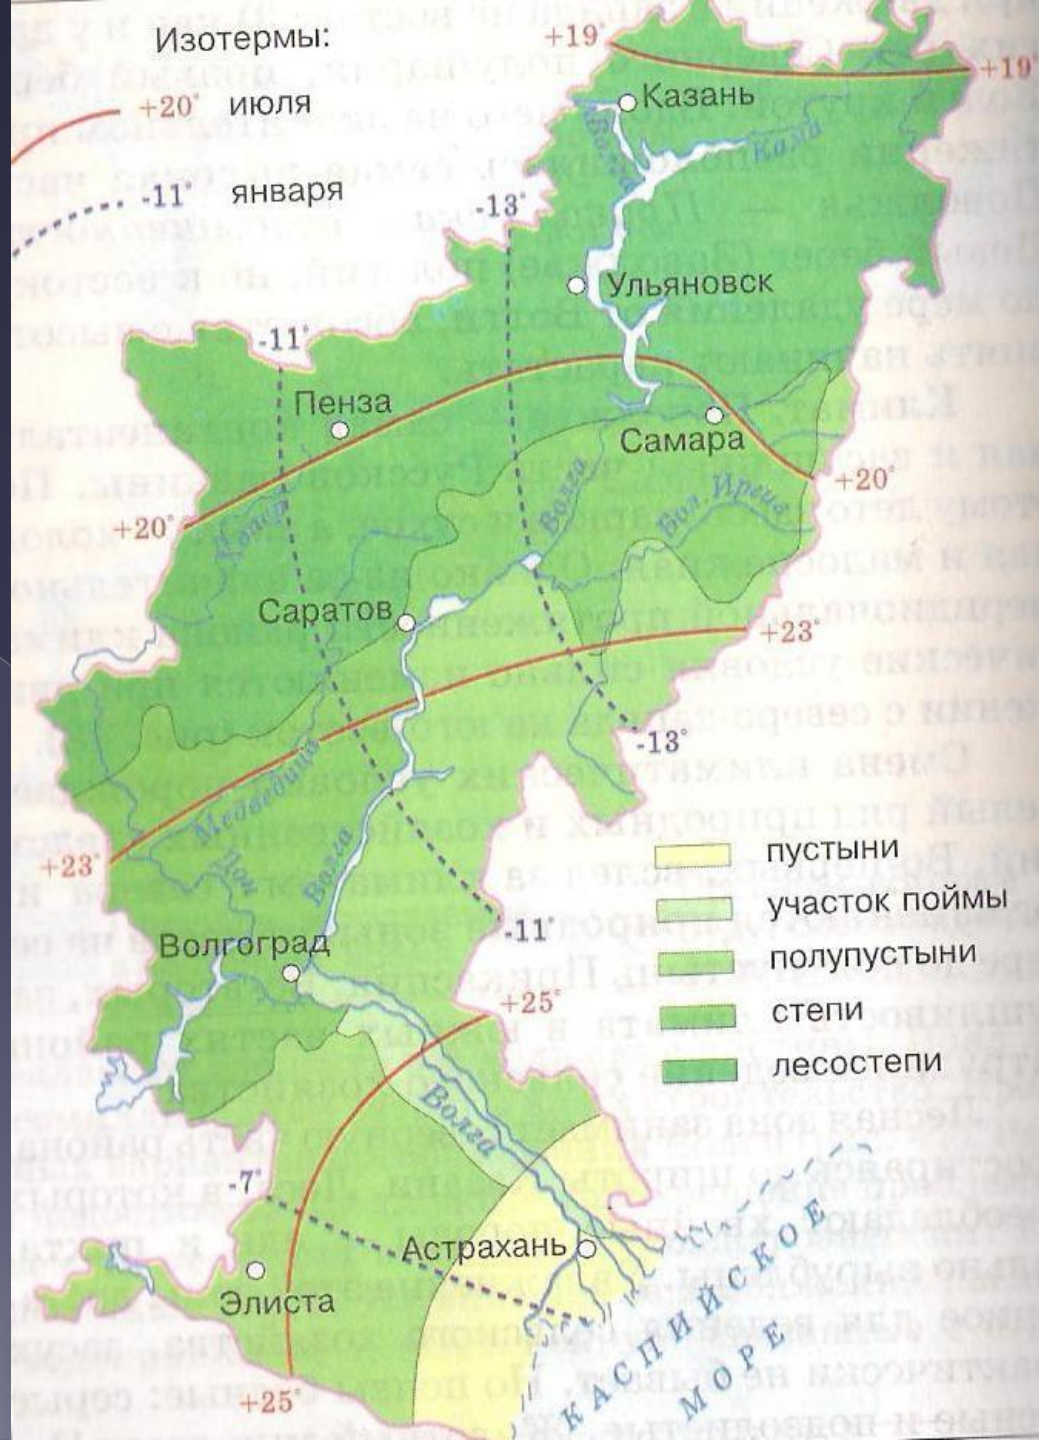 Изотермы:
+20° июля
-11° января
+19°
+19°
Казань
Волга
Кама
-13°
Ульяновск
-11°
Пенза
Самара
+20°
+20°
Хопёр
Волга
Бол. Иргиз
Саратов
+23°
-13°
Медведица
+23°
Дон
Волга
-11°
Волгоград
+25°
пустыни
участок поймы
полупустыни
степи
лесостепи
Волга
-7°
Астрахань
Элиста
+25°
КАСПИЙСКОЕ
МОРЕ